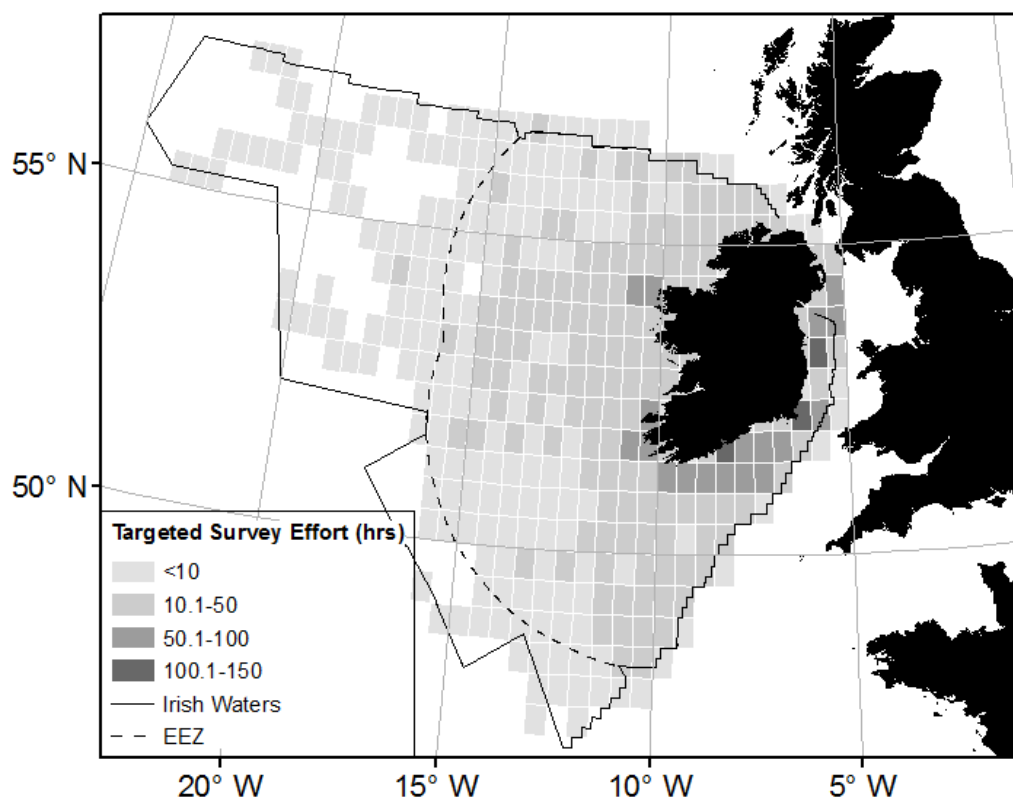 55° N
50° N
Targeted Survey Effort (hrs)
<10
10.1-50
50.1-100
100.1-150
Irish Waters
EEZ
20° W
15° W
10° W
5° W